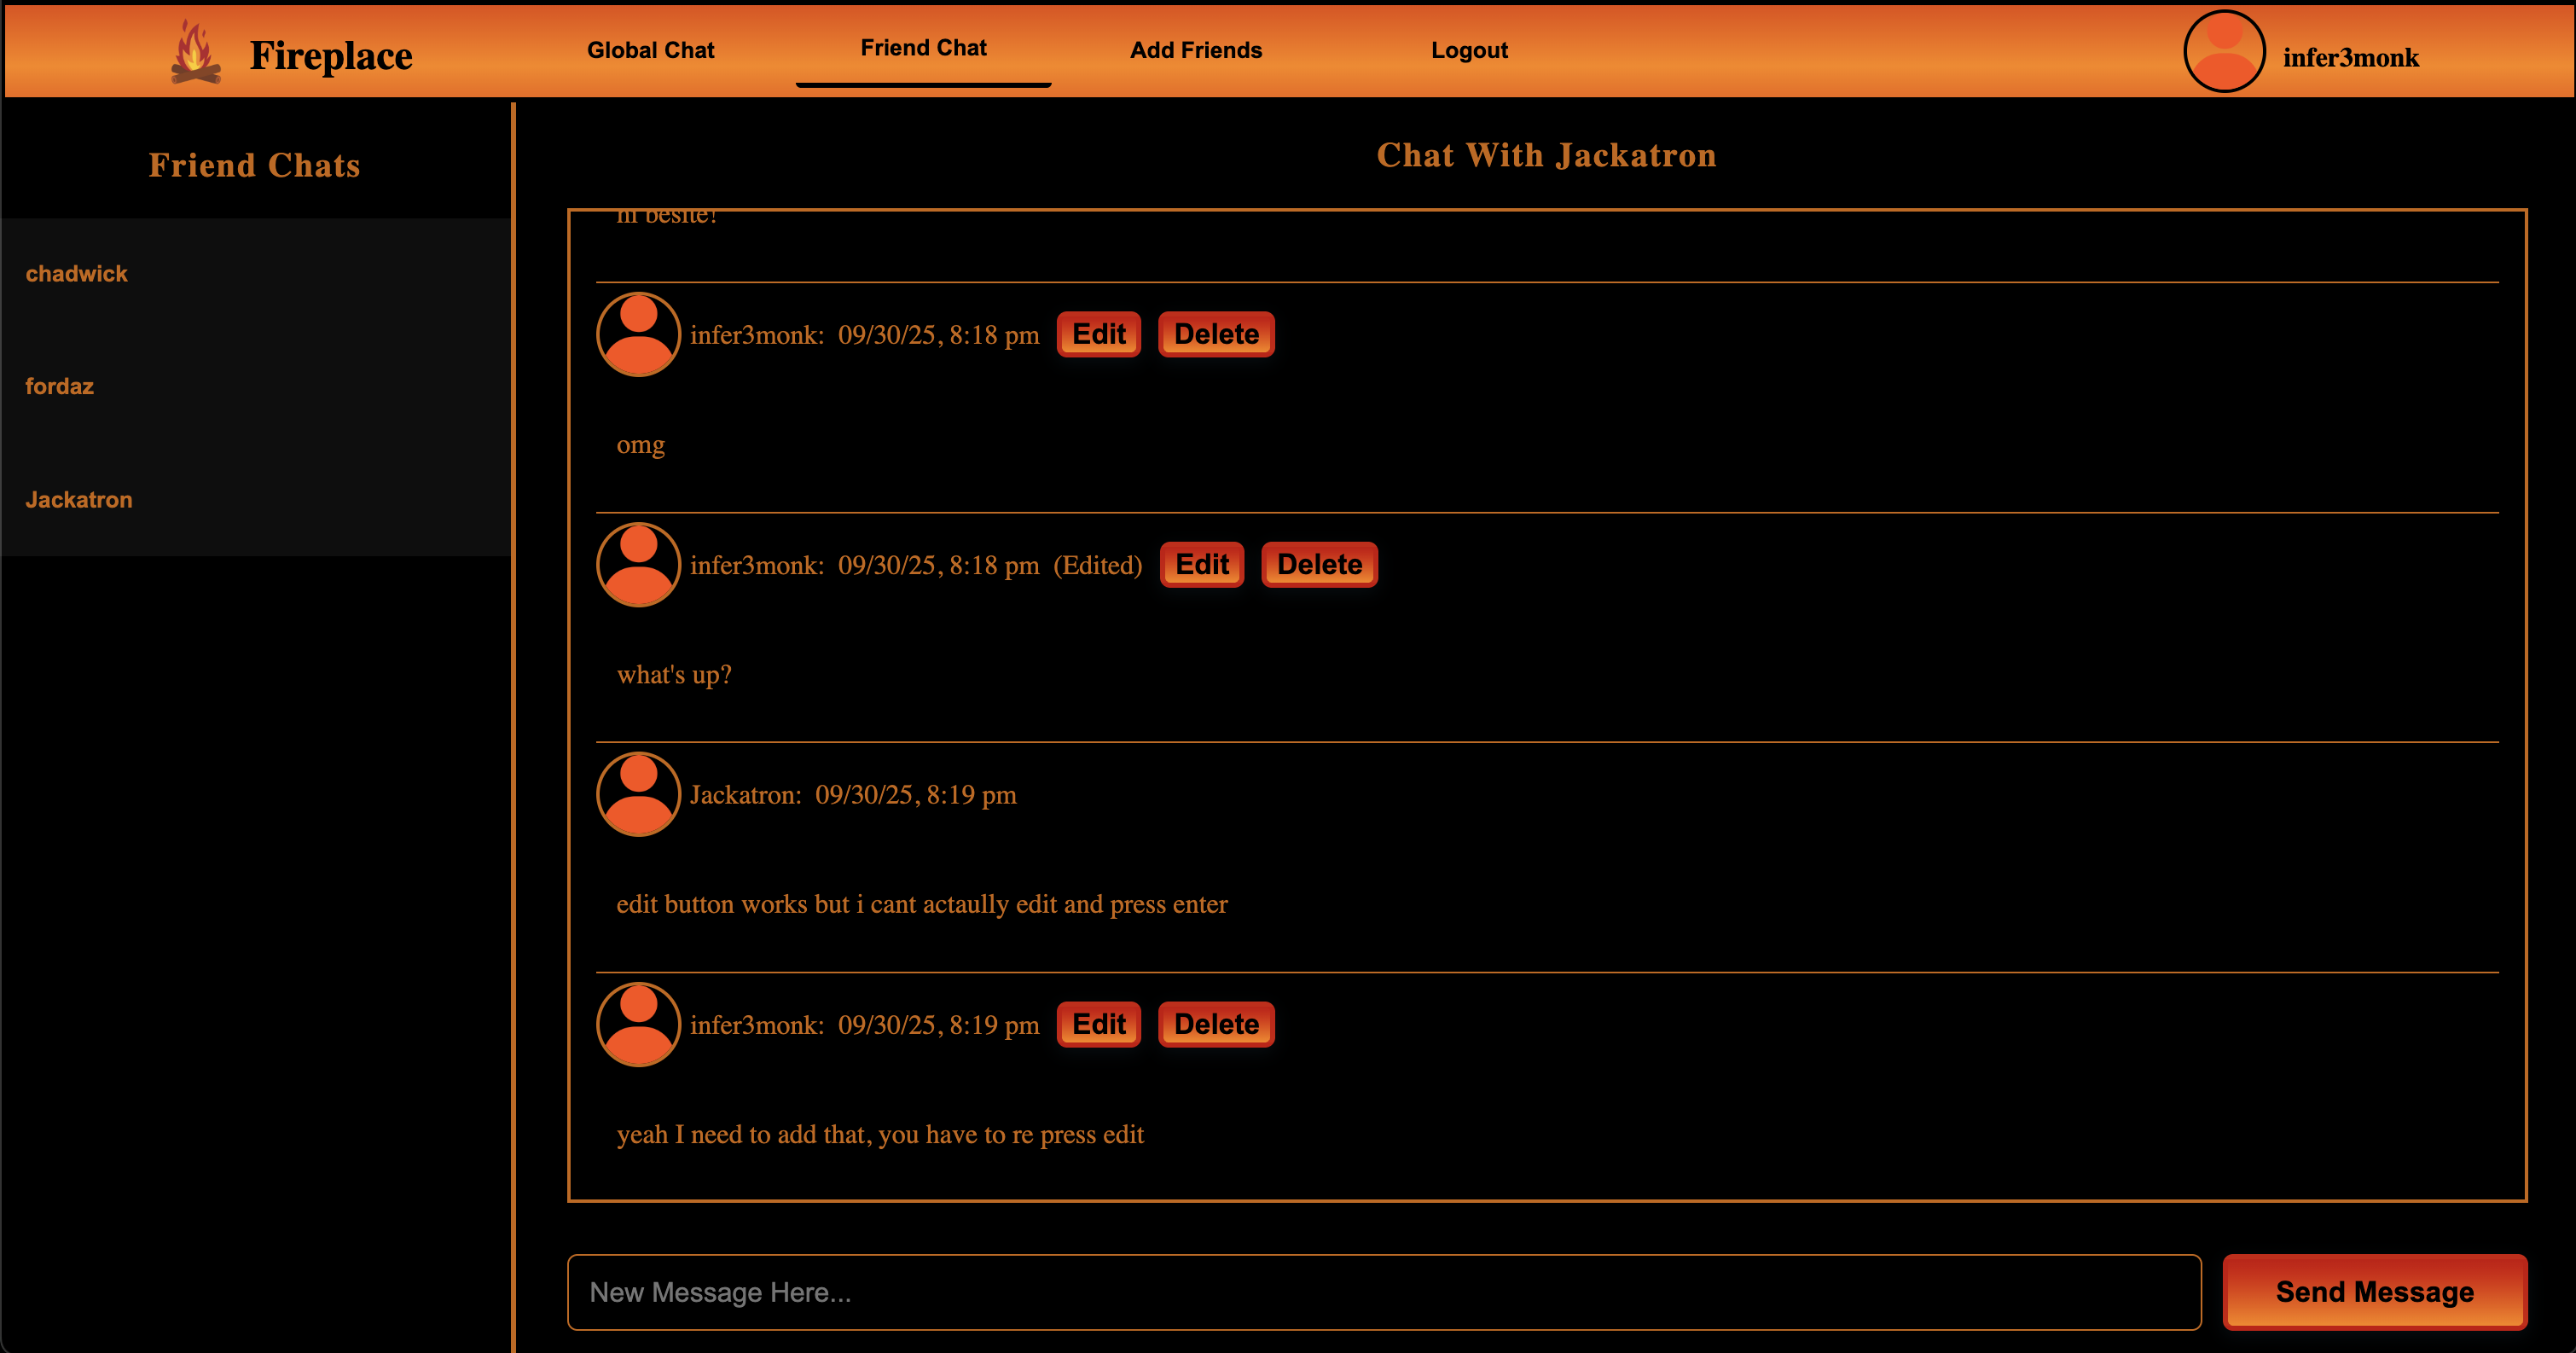 Fireplace
Global Chat
Friend Chat
Add Friends
Logout
infer3monk
Friend Chats
chadwick
fordaz
Jackatron
Chat With Jackatron
hi besite!
infer3monk: 09/30/25, 8:18 pm Edit Delete
omg
infer3monk: 09/30/25, 8:18 pm (Edited) Edit Delete
what's up?
Jackatron: 09/30/25, 8:19 pm
edit button works but i cant actaully edit and press enter
infer3monk: 09/30/25, 8:19 pm Edit Delete
yeah I need to add that, you have to re press edit
New Message Here...
Send Message